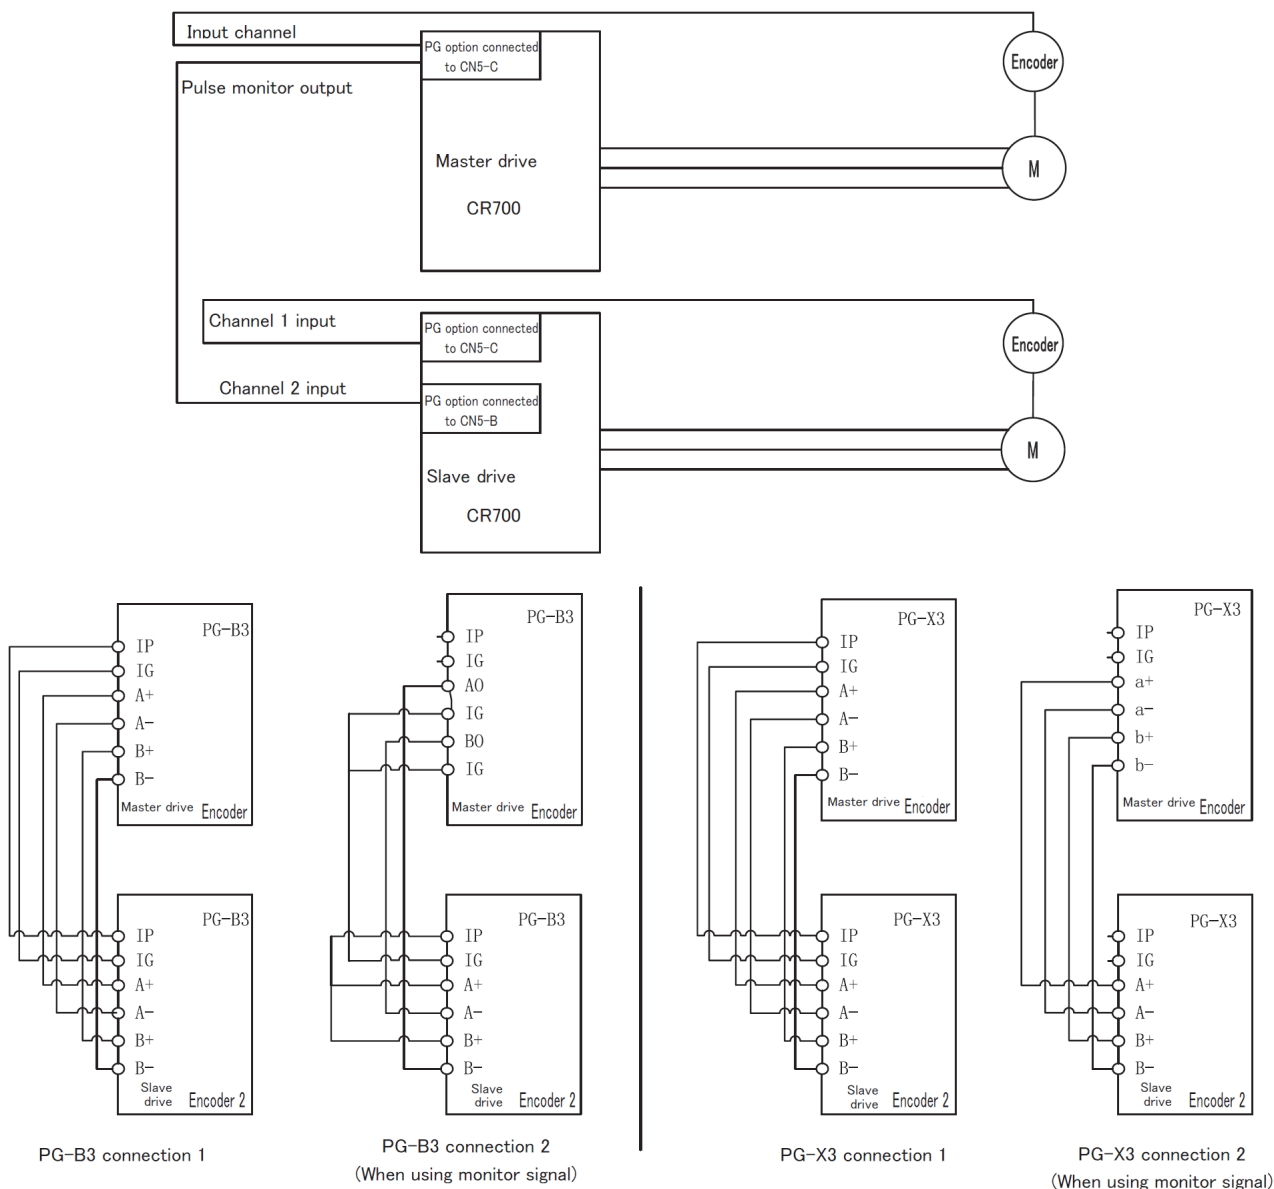 Input channel
PG option connected
to CN5-C
Encoder
Pulse monitor output
Master drive
M
CR700
Channel 1 input
PG option connected
to CN5-C
Encoder
Channel 2 input
PG option connected
to CN5-B
M
Slave drive
CR700
PG-B3
IP
IG
A+
A-
B+
B-
Master drive Encoder
PG-B3
IP
IG
A+
A-
B+
B-
Slave
drive
Encoder 2
PG-B3 connection 1
PG-B3
IP
IG
AO
IG
BO
IG
Master drive Encoder
PG-B3
IP
IG
A+
A-
B+
B-
Slave
drive
Encoder 2
PG-B3 connection 2
(When using monitor signal)
PG-X3
IP
IG
A+
A-
B+
B-
Master drive Encoder
PG-X3
IP
IG
A+
A-
B+
B-
Slave
drive
Encoder 2
PG-X3 connection 1
PG-X3
IP
IG
a+
a-
b+
b-
Master drive Encoder
PG-X3
IP
IG
A+
A-
B+
B-
Slave
drive
Encoder 2
PG-X3 connection 2
(When using monitor signal)